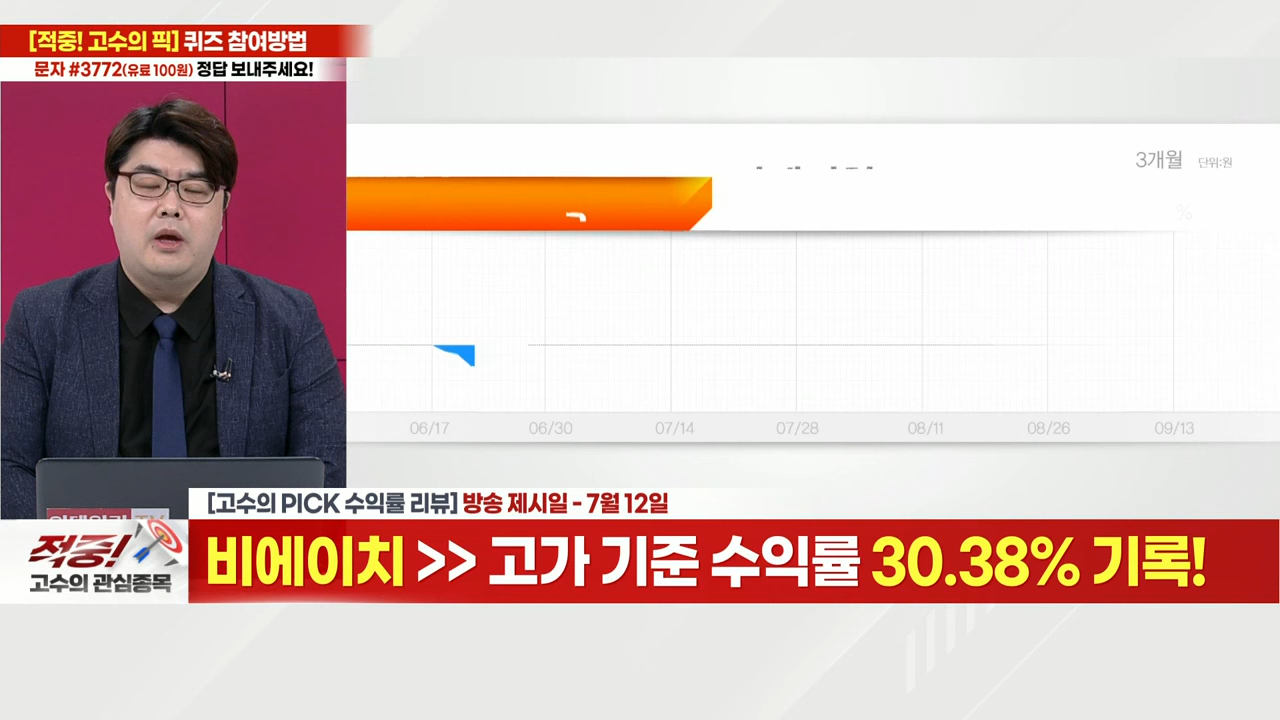 [적중! 고수의 픽] 퀴즈 참여방법
문자 #3772(유료 100원) 정답 보내주세요!
3개월 단위:원
%
06/17 06/30 07/14 07/28 08/11 08/26 09/13
[고수의 PICK 수익률 리뷰] 방송 제시일 - 7월 12일
적중!
고수의 관심종목
비에이치 >> 고가 기준 수익률 30.38% 기록!